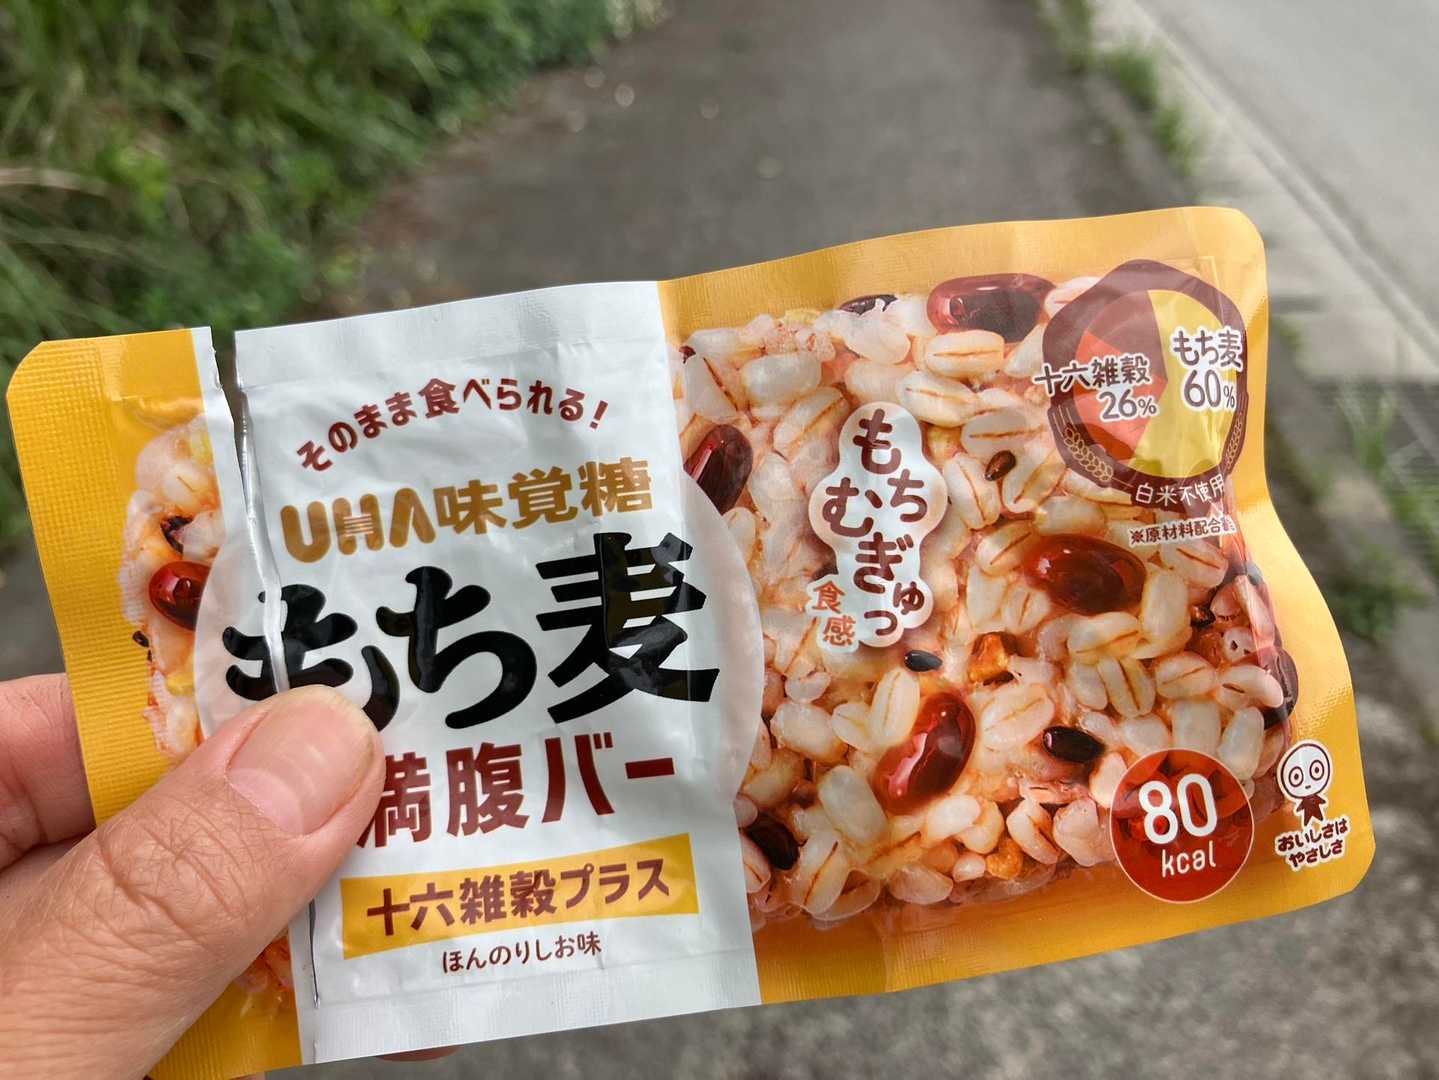 そのまま食べられる!
UHA味覚糖
もち麦
満腹バー
十六雑穀プラス
ほんのりしお味
もち
むぎゅっ
食感
もち麦
60%
十六雑穀
26%
白米不使用
※原材料配合割合
80
kcal
おいしさは
やさしさ